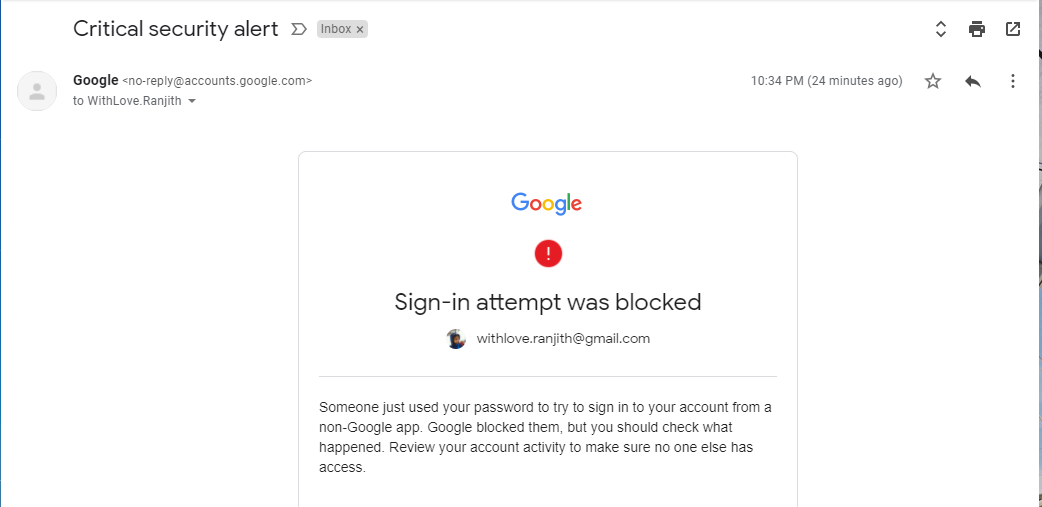 Critical security alert Inbox x
Google <no-reply@accounts.google.com> 10:34 PM (24 minutes ago)
to WithLove.Ranjith
Google
!
Sign-in attempt was blocked
withlove.ranjith@gmail.com
Someone just used your password to try to sign in to your account from a
non-Google app. Google blocked them, but you should check what
happened. Review your account activity to make sure no one else has
access.